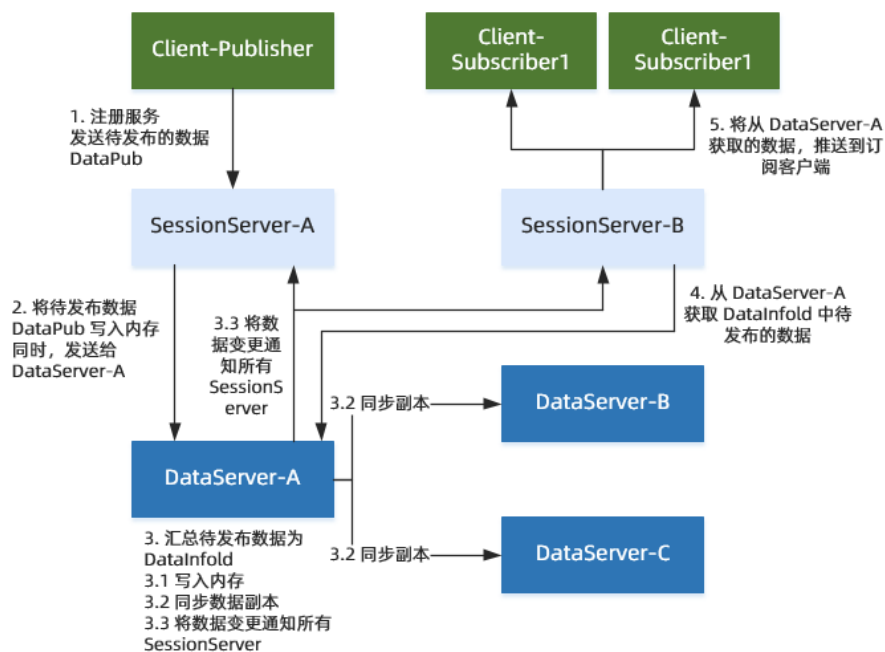 Client-Publisher
Client-
Subscriber1
Client-
Subscriber1
1. 注册服务
发送待发布的数据
DataPub
5. 将从 DataServer-A
获取的数据，推送到订
阅客户端
SessionServer-A
SessionServer-B
2. 将待发布数据
DataPub 写入内存
同时，发送给
DataServer-A
3.3 将数
据变更通
知所有
SessionS
erver
4. 从 DataServer-A
获取 DataInfold 中待
发布的数据
3.2 同步副本
DataServer-B
DataServer-A
3.2 同步副本
DataServer-C
3. 汇总待发布数据为
DataInfold
3.1 写入内存
3.2 同步数据副本
3.3 将数据变更通知所有
SessionServer